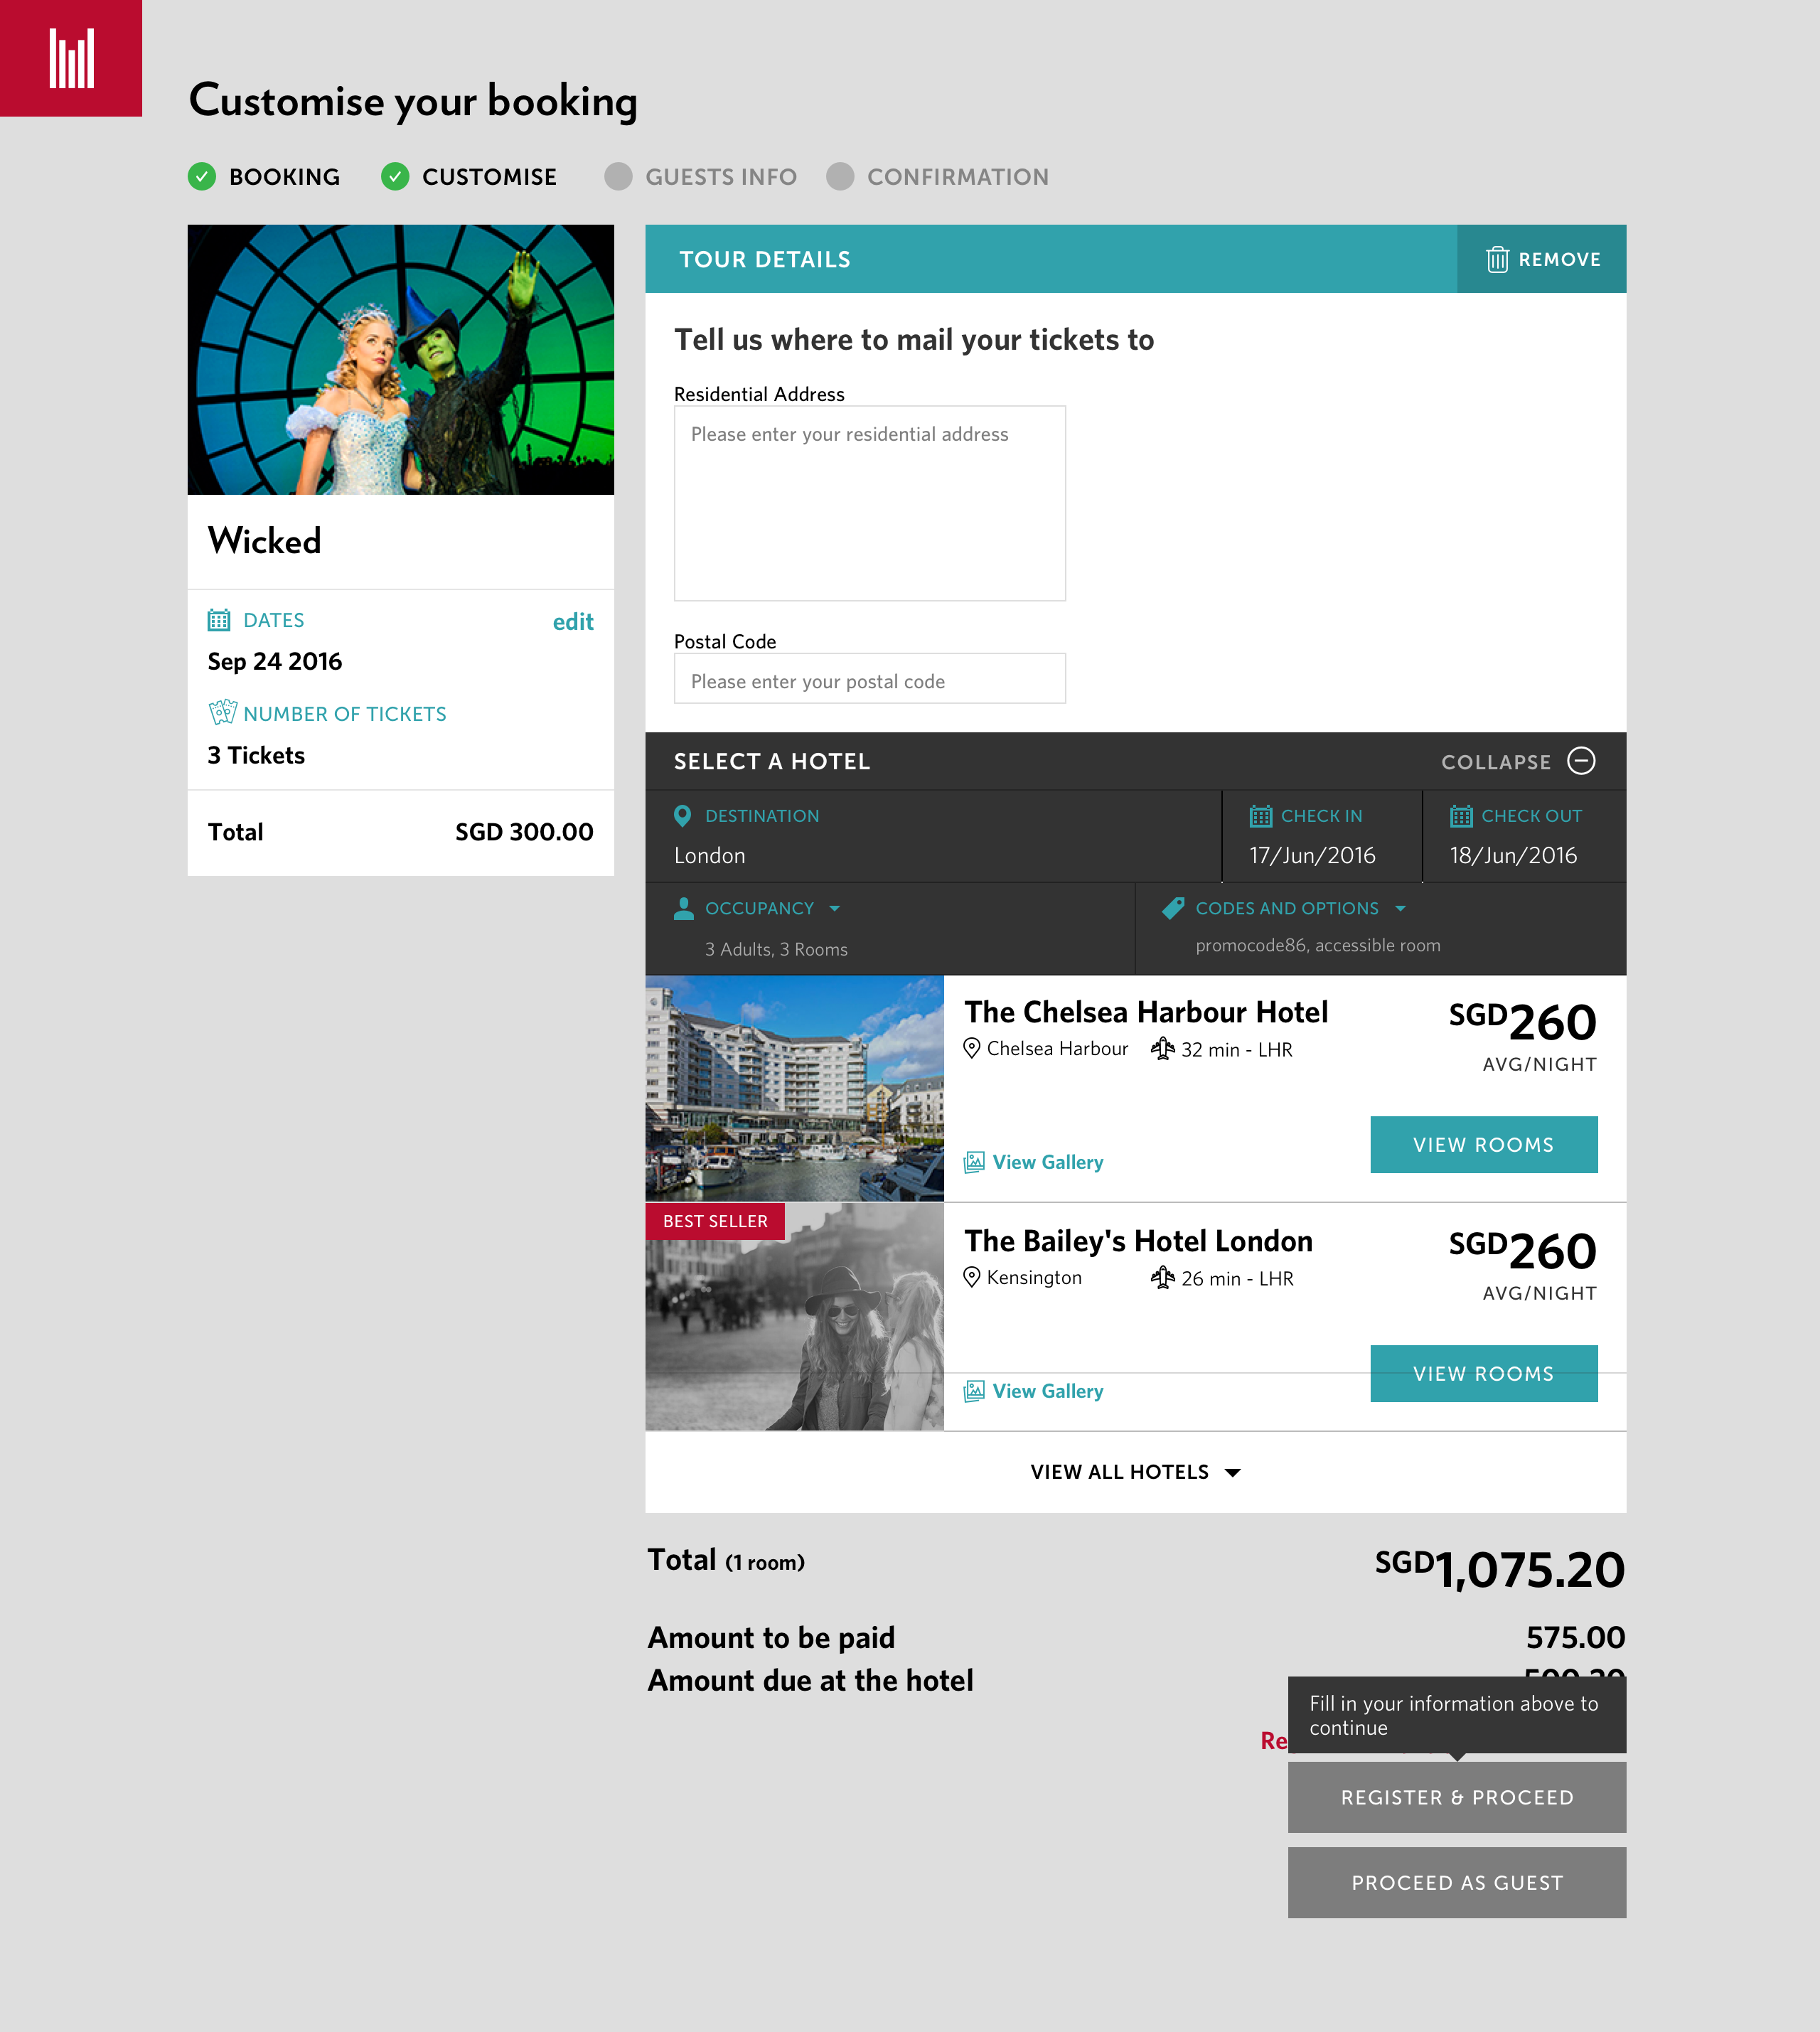 Customise your booking
BOOKING
CUSTOMISE
GUESTS INFO
CONFIRMATION
Wicked
DATES
edit
Sep 24 2016
NUMBER OF TICKETS
3 Tickets
Total SGD 300.00
TOUR DETAILS
REMOVE
Tell us where to mail your tickets to
Residential Address
Please enter your residential address
Postal Code
Please enter your postal code
SELECT A HOTEL
COLLAPSE
DESTINATION
London
CHECK IN
17/Jun/2016
CHECK OUT
18/Jun/2016
OCCUPANCY
3 Adults, 3 Rooms
CODES AND OPTIONS
promocode86, accessible room
The Chelsea Harbour Hotel
Chelsea Harbour
32 min - LHR
SGD260
AVG/NIGHT
View Gallery
VIEW ROOMS
BEST SELLER
The Bailey's Hotel London
Kensington
26 min - LHR
SGD260
AVG/NIGHT
View Gallery
VIEW ROOMS
VIEW ALL HOTELS
Total (1 room) SGD1,075.20
Amount to be paid 575.00
Amount due at the hotel
Fill in your information above to
continue
REGISTER & PROCEED
PROCEED AS GUEST